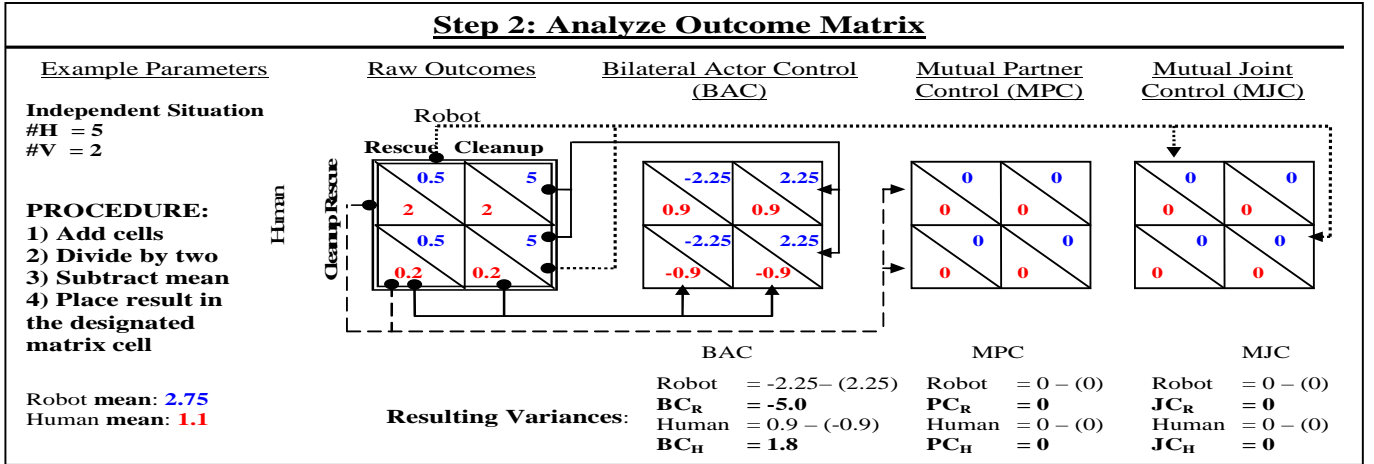 Step 2: Analyze Outcome Matrix
Example Parameters
Independent Situation
#H = 5
#V = 2
PROCEDURE:
1) Add cells
2) Divide by two
3) Subtract mean
4) Place result in
the designated
matrix cell
Robot mean: 2.75
Human mean: 1.1
Raw Outcomes
Robot
Rescue Cleanup
Human
Cleanup Rescue
0.5 5
2 2
0.5 5
0.2 0.2
Bilateral Actor Control
(BAC)
-2.25 2.25
0.9 0.9
-2.25 2.25
-0.9 -0.9
Mutual Partner
Control (MPC)
0 0
0 0
0 0
0 0
Mutual Joint
Control (MJC)
0 0
0 0
0 0
0 0
Resulting Variances:
BAC
Robot = -2.25– (2.25)
BCR = -5.0
Human = 0.9 – (-0.9)
BCH = 1.8
MPC
Robot = 0 – (0)
PCR = 0
Human = 0 – (0)
PCH = 0
MJC
Robot = 0 – (0)
JCR = 0
Human = 0 – (0)
JCH = 0